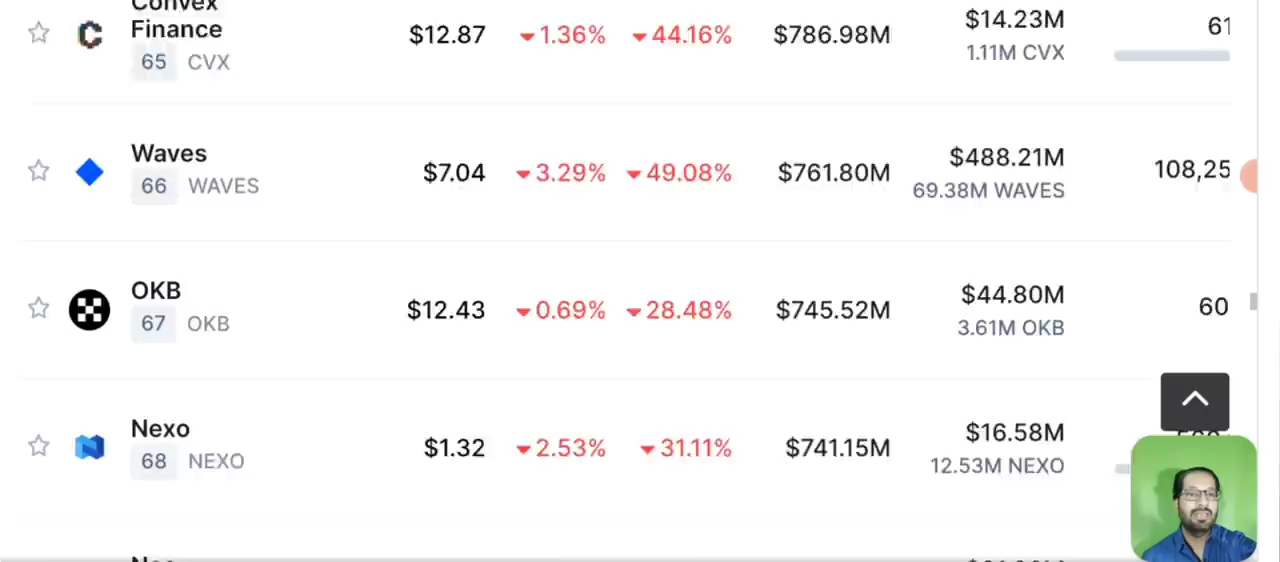 Convex
Finance
65 CVX
$12.87
1.36%
44.16%
$786.98M
$14.23M
1.11M CVX
61
Waves
66 WAVES
$7.04
3.29%
49.08%
$761.80M
$488.21M
69.38M WAVES
108,25
OKB
67 OKB
$12.43
0.69%
28.48%
$745.52M
$44.80M
3.61M OKB
60
Nexo
68 NEXO
$1.32
2.53%
31.11%
$741.15M
$16.58M
12.53M NEXO